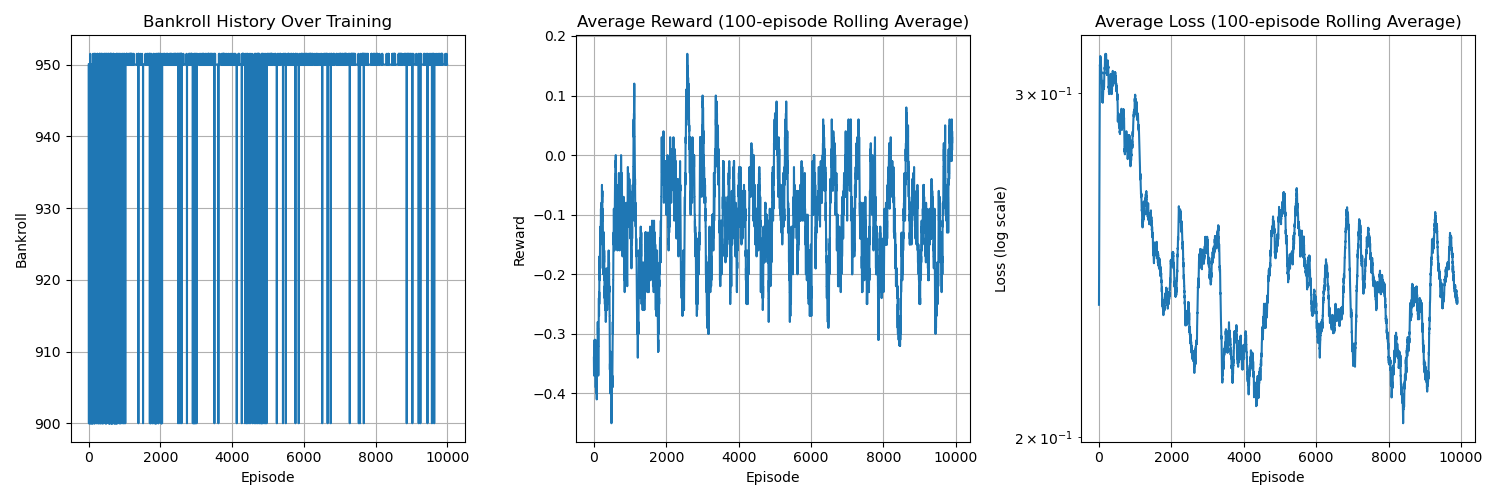 Bankroll History Over Training
Bankroll
950
940
930
920
910
900
0 2000 4000 6000 8000 10000
Episode
Average Reward (100-episode Rolling Average)
Reward
0.2
0.1
0.0
−0.1
−0.2
−0.3
−0.4
0 2000 4000 6000 8000 10000
Episode
Average Loss (100-episode Rolling Average)
Loss (log scale)
3 × 10⁻¹
2 × 10⁻¹
0 2000 4000 6000 8000 10000
Episode